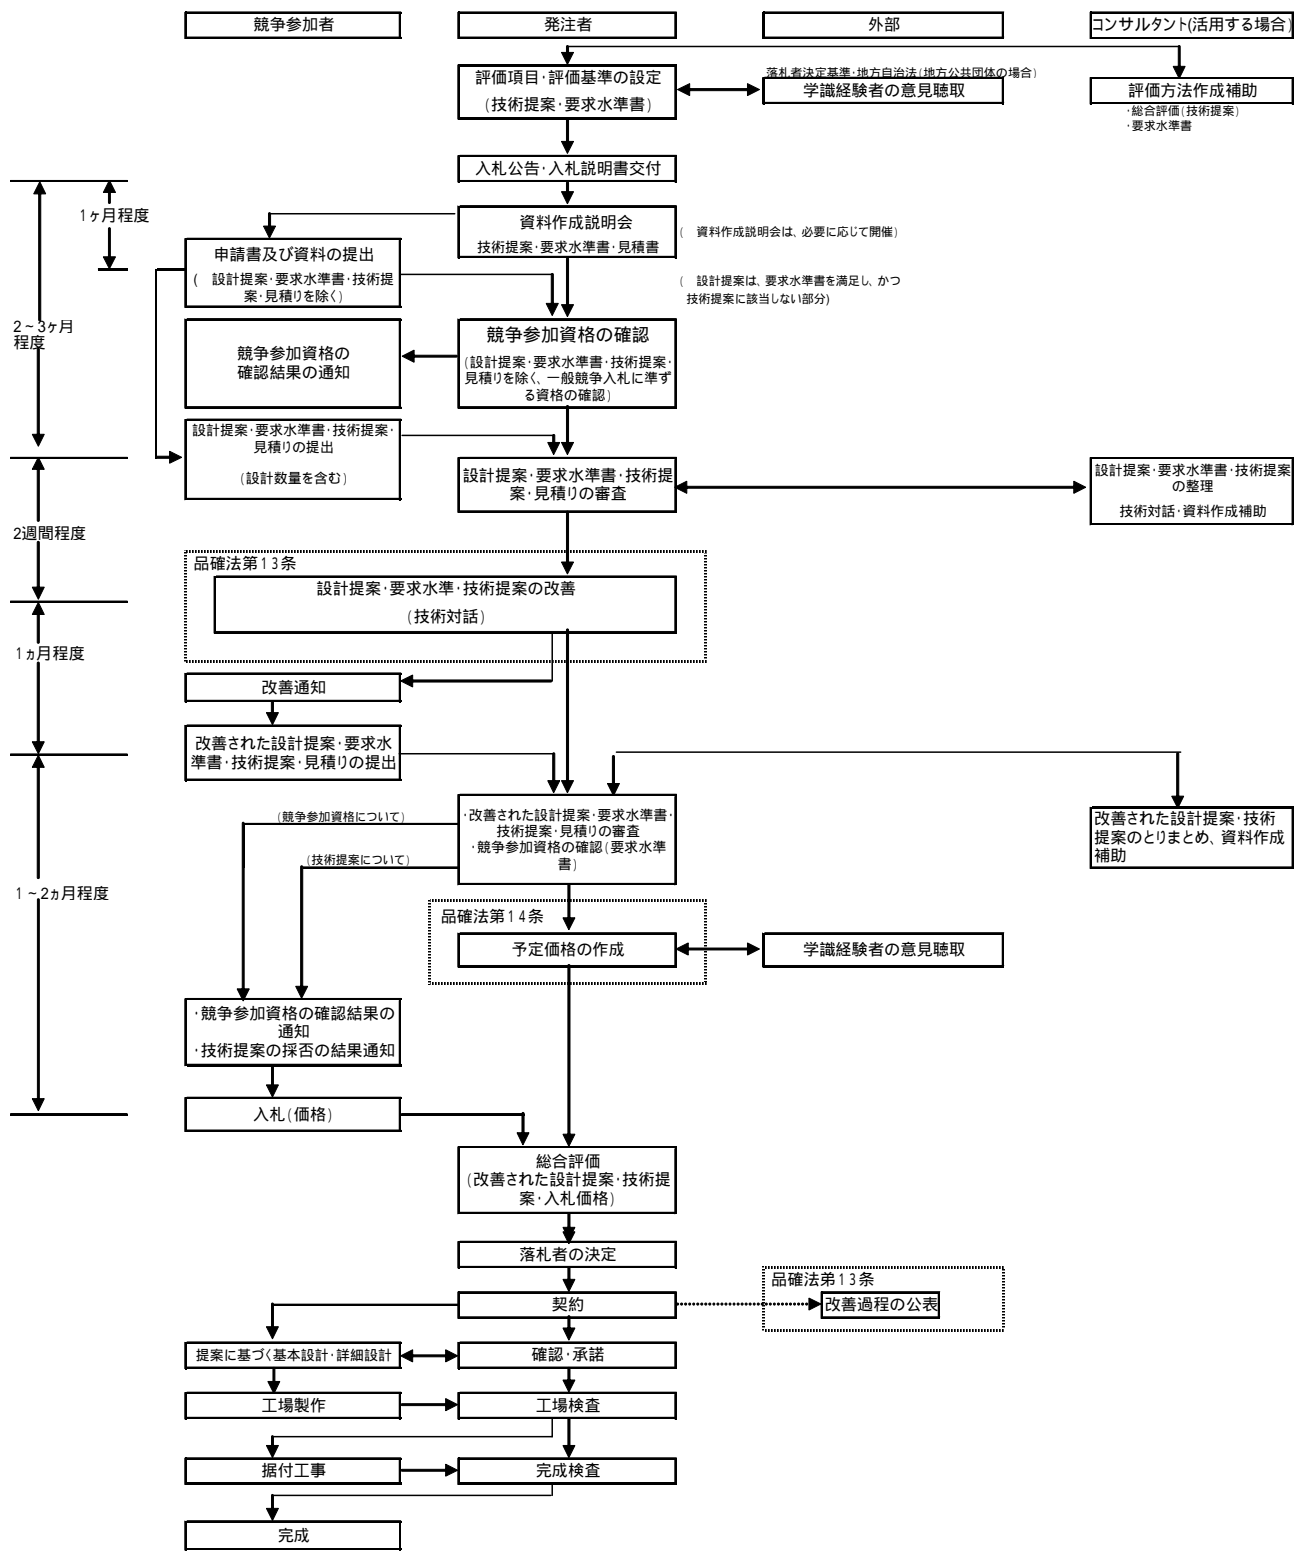 競争参加者
発注者
外部
コンサルタント(活用する場合)
評価項目・評価基準の設定
(技術提案・要求水準書)
落札者決定基準・地方自治法(地方公共団体の場合)
学識経験者の意見聴取
評価方法作成補助
・総合評価(技術提案)
・要求水準書
入札公告・入札説明書交付
1ヶ月程度
資料作成説明会
技術提案・要求水準書・見積書
( 資料作成説明会は、必要に応じて開催)
申請書及び資料の提出
( 設計提案・要求水準書・技術提
案・見積りを除く)
( 設計提案は、要求水準書を満足し、かつ
技術提案に該当しない部分)
2~3ヶ月
程度
競争参加資格の
確認結果の通知
競争参加資格の確認
(設計提案・要求水準書・技術提案・
見積りを除く、一般競争入札に準ず
る資格の確認)
設計提案・要求水準書・技術提案・
見積りの提出
(設計数量を含む)
設計提案・要求水準書・技術提
案・見積りの審査
設計提案・要求水準書・技術提案
の整理
技術対話・資料作成補助
2週間程度
品確法第13条
設計提案・要求水準・技術提案の改善
(技術対話)
1ヵ月程度
改善通知
改善された設計提案・要求水
準書・技術提案・見積りの提出
(競争参加資格について)
(技術提案について)
・改善された設計提案・要求水準書・
技術提案・見積りの審査
・競争参加資格の確認(要求水準
書)
改善された設計提案・技術
提案のとりまとめ、資料作成
補助
1~2ヵ月程度
品確法第14条
予定価格の作成
学識経験者の意見聴取
・競争参加資格の確認結果の
通知
・技術提案の採否の結果通知
入札(価格)
総合評価
(改善された設計提案・技術提
案・入札価格)
落札者の決定
品確法第13条
契約
改善過程の公表
提案に基づく基本設計・詳細設計
確認・承諾
工場製作
工場検査
据付工事
完成検査
完成